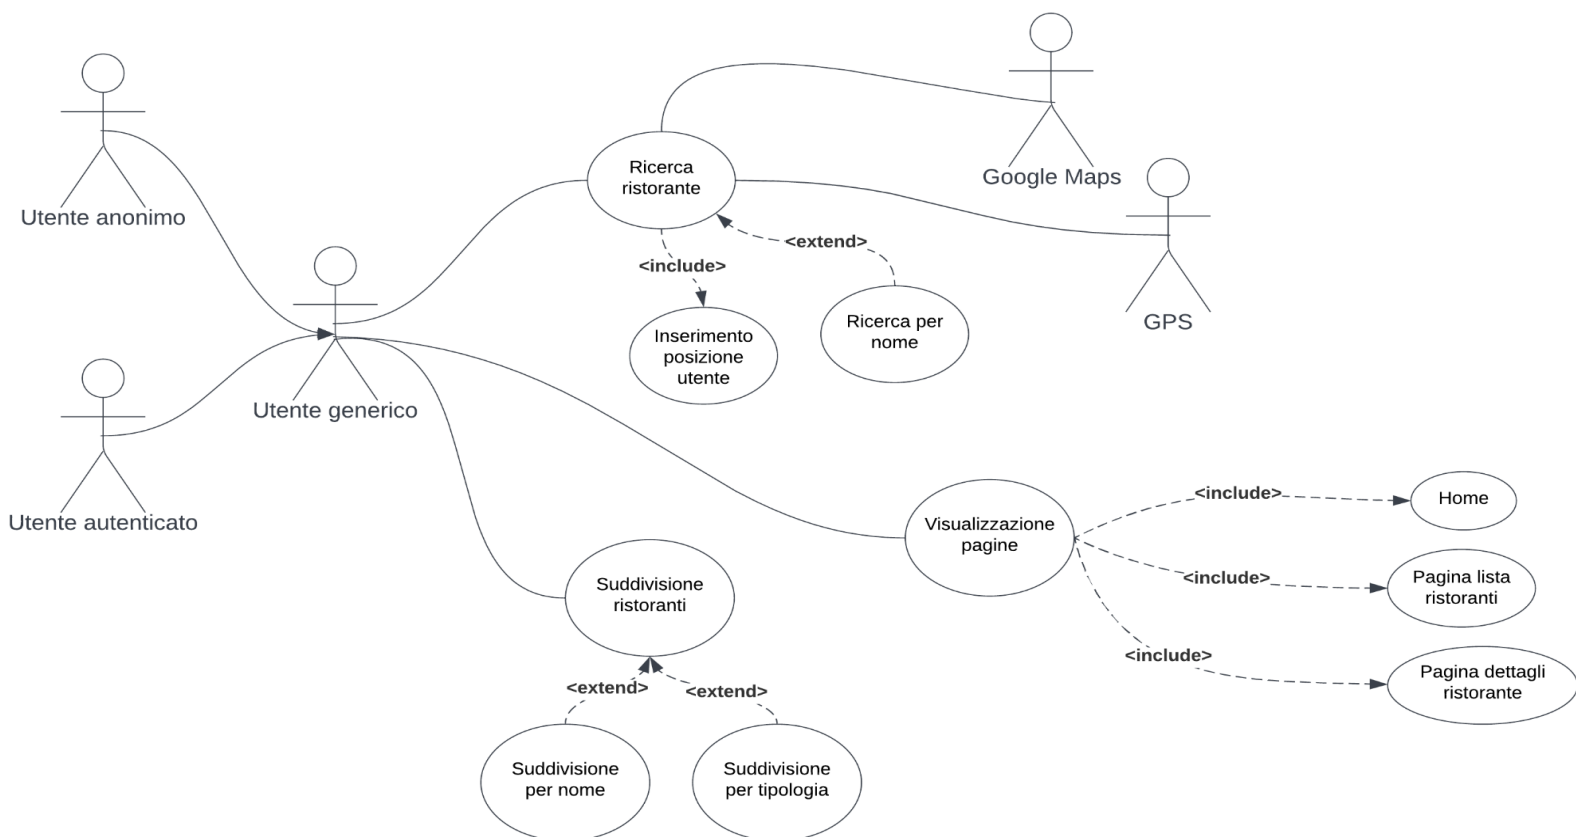 Utente anonimo
Google Maps
Ricerca
ristorante
<extend>
<include>
GPS
Inserimento
posizione
utente
Ricerca per
nome
Utente generico
Utente autenticato
Visualizzazione
pagine
<include>
Home
<include>
Pagina lista
ristoranti
<include>
Pagina dettagli
ristorante
Suddivisione
ristoranti
<extend>
<extend>
Suddivisione
per nome
Suddivisione
per tipologia